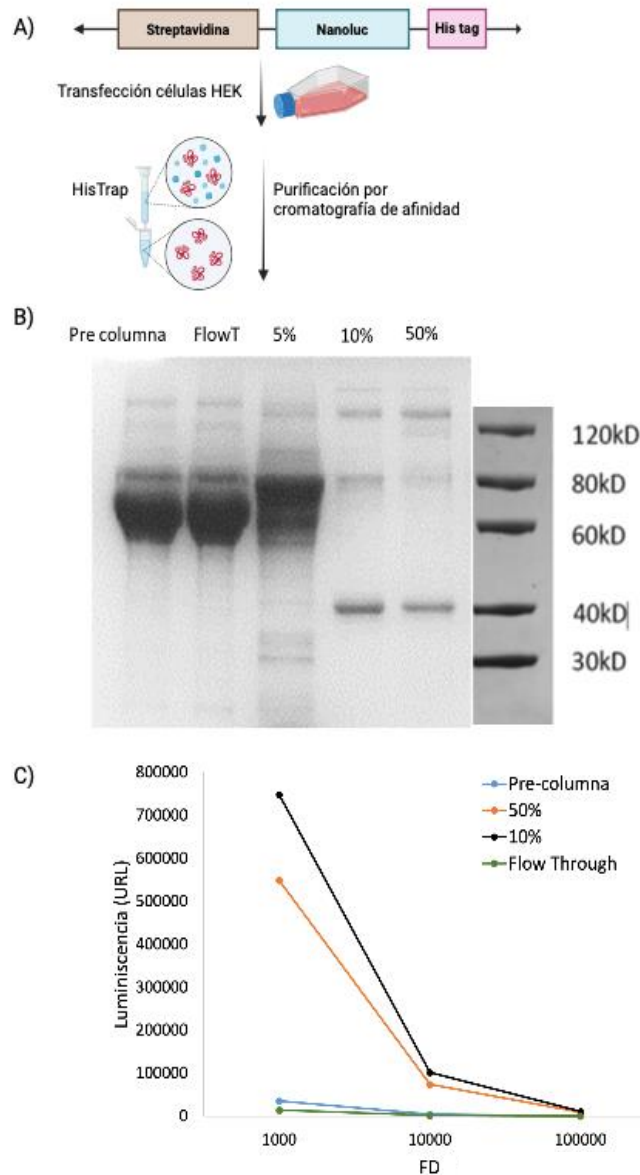 A)
Streptavidina Nanoluc His tag
Transfección células HEK
HisTrap
Purificación por
cromatografía de afinidad
B)
Pre columna FlowT 5% 10% 50%
120kD
80kD
60kD
40kD
30kD
C)
800000
700000
600000
500000
400000
300000
200000
100000
0
Luminiscencia (URL)
Pre-columna
50%
10%
Flow Through
1000 10000 100000
FD